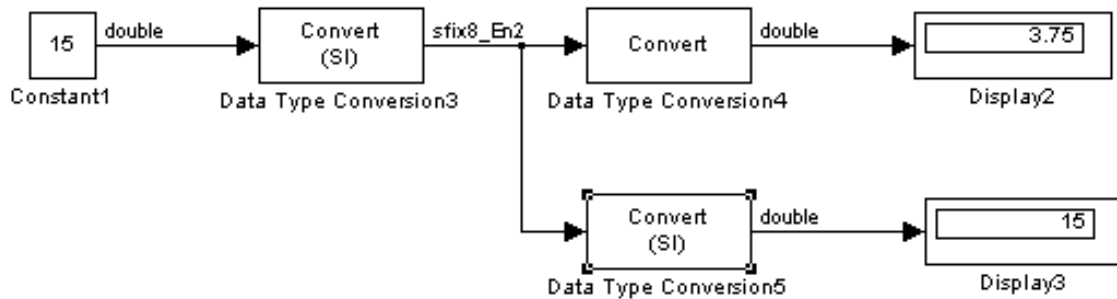 15
double
Convert
(SI)
sfix8_En2
Convert
double
3.75
Constant1
Data Type Conversion3
Data Type Conversion4
Display2
Convert
(SI)
double
15
Data Type Conversion5
Display3